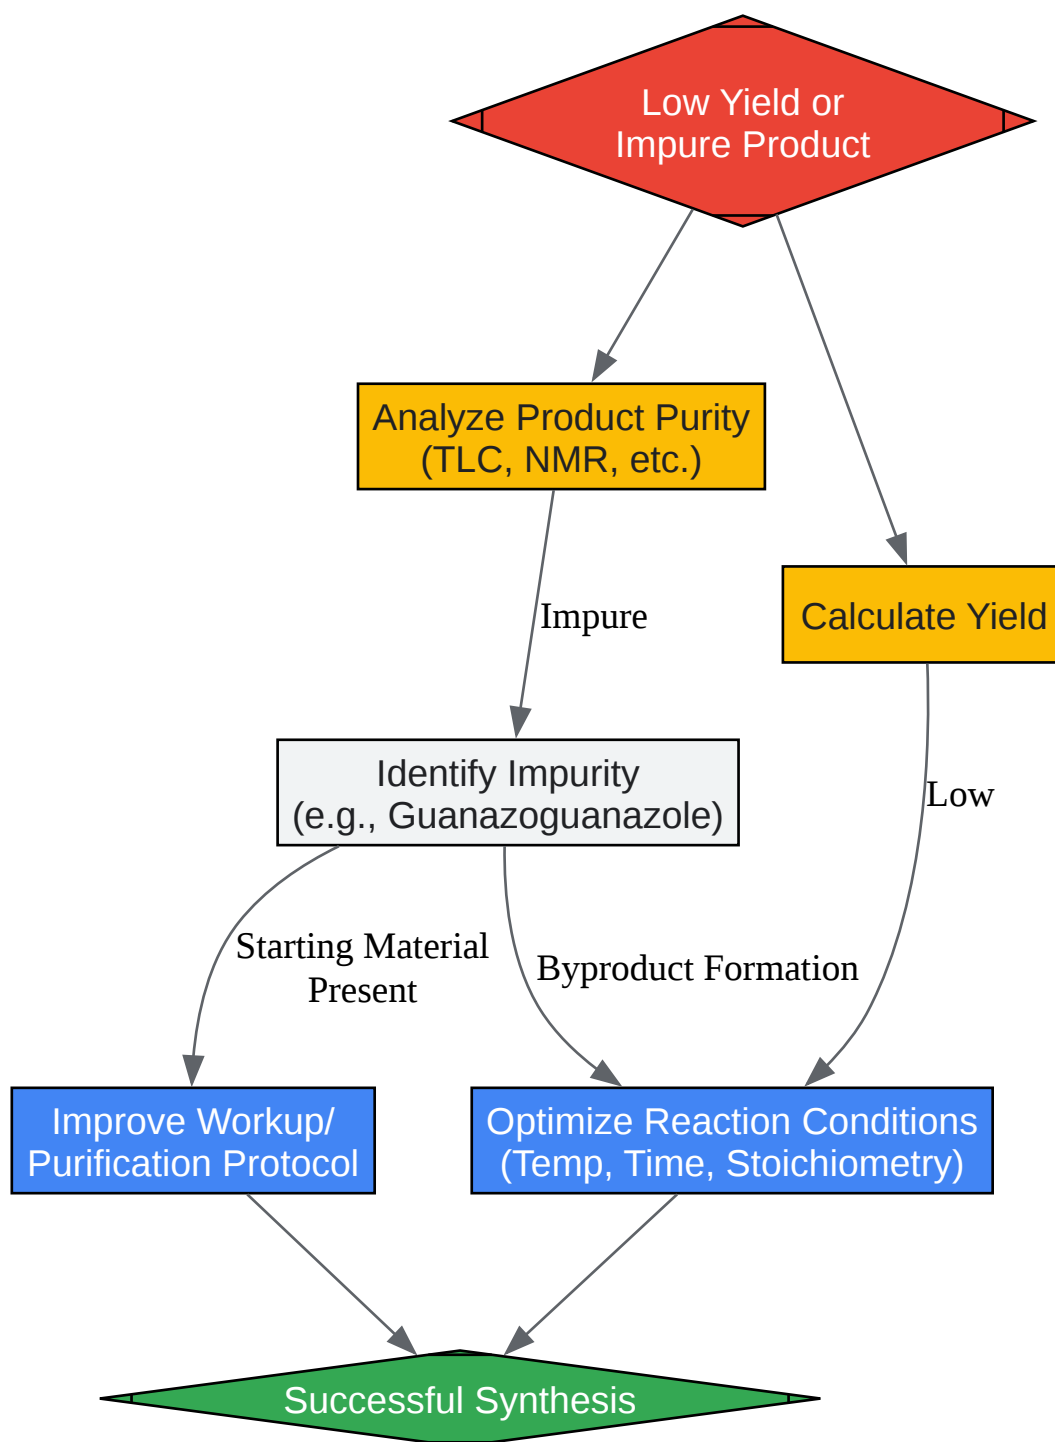 Low Yield or
Impure Product
Analyze Product Purity
(TLC, NMR, etc.)
Calculate Yield
Impure
Identify Impurity
(e.g., Guanazoguanazole)
Low
Starting Material
Present
Byproduct Formation
Improve Workup/
Purification Protocol
Optimize Reaction Conditions
(Temp, Time, Stoichiometry)
Successful Synthesis